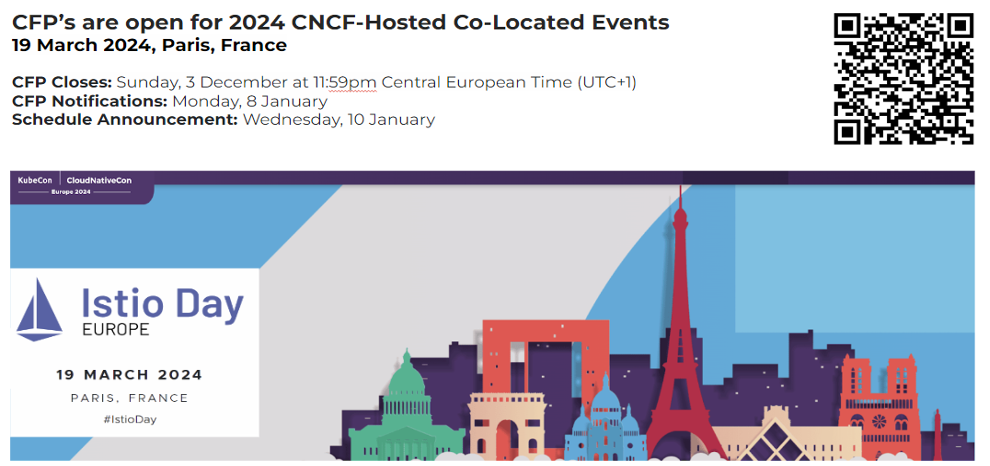 CFP’s are open for 2024 CNCF-Hosted Co-Located Events
19 March 2024, Paris, France
CFP Closes: Sunday, 3 December at 11:59pm Central European Time (UTC+1)
CFP Notifications: Monday, 8 January
Schedule Announcement: Wednesday, 10 January
KubeCon | CloudNativeCon
Europe 2024
Istio Day
EUROPE
19 MARCH 2024
PARIS, FRANCE
#IstioDay